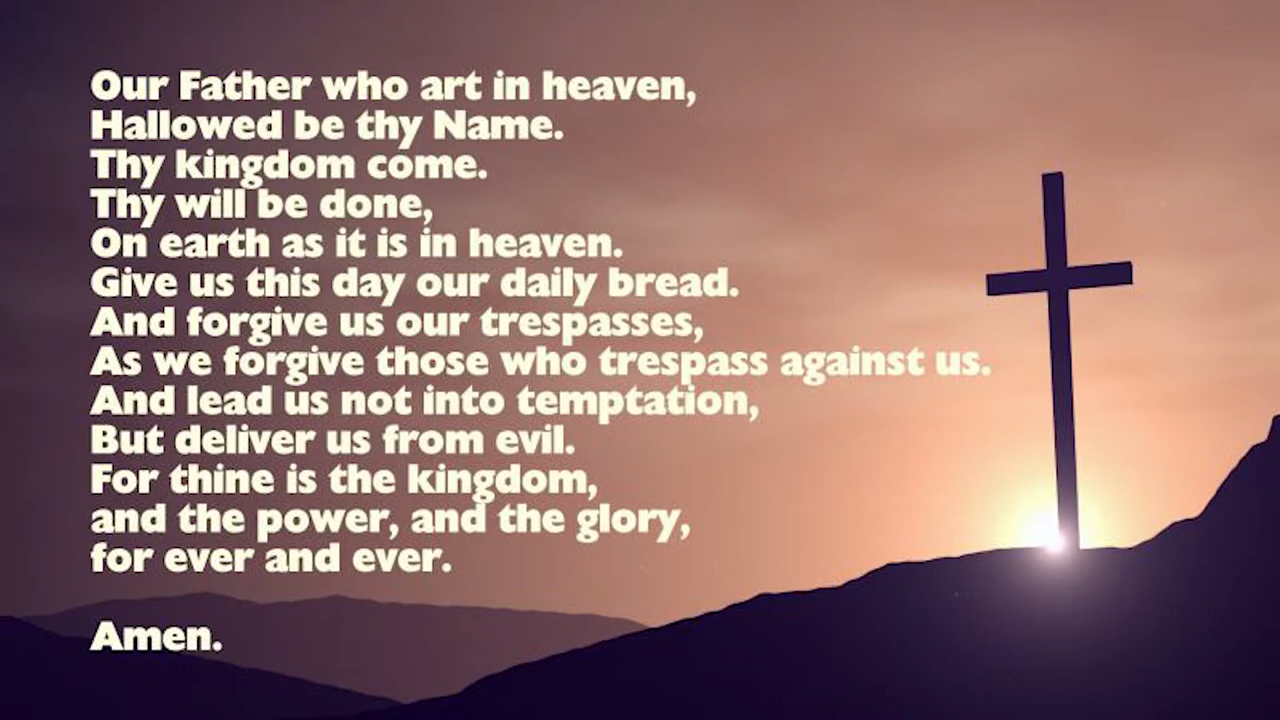 Our Father who art in heaven,
Hallowed be thy Name.
Thy kingdom come.
Thy will be done,
On earth as it is in heaven.
Give us this day our daily bread.
And forgive us our trespasses,
As we forgive those who trespass against us.
And lead us not into temptation,
But deliver us from evil.
For thine is the kingdom,
and the power, and the glory,
for ever and ever.
Amen.